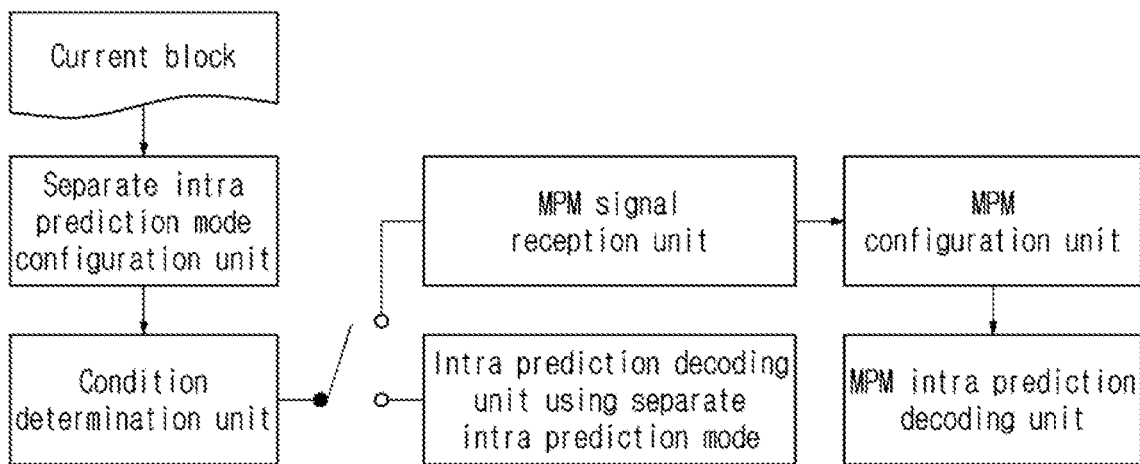 Current block
Separate intra
prediction mode
configuration unit
Condition
determination unit
MPM signal
reception unit
MPM
configuration unit
Intra prediction decoding
unit using separate
intra prediction mode
MPM intra prediction
decoding unit